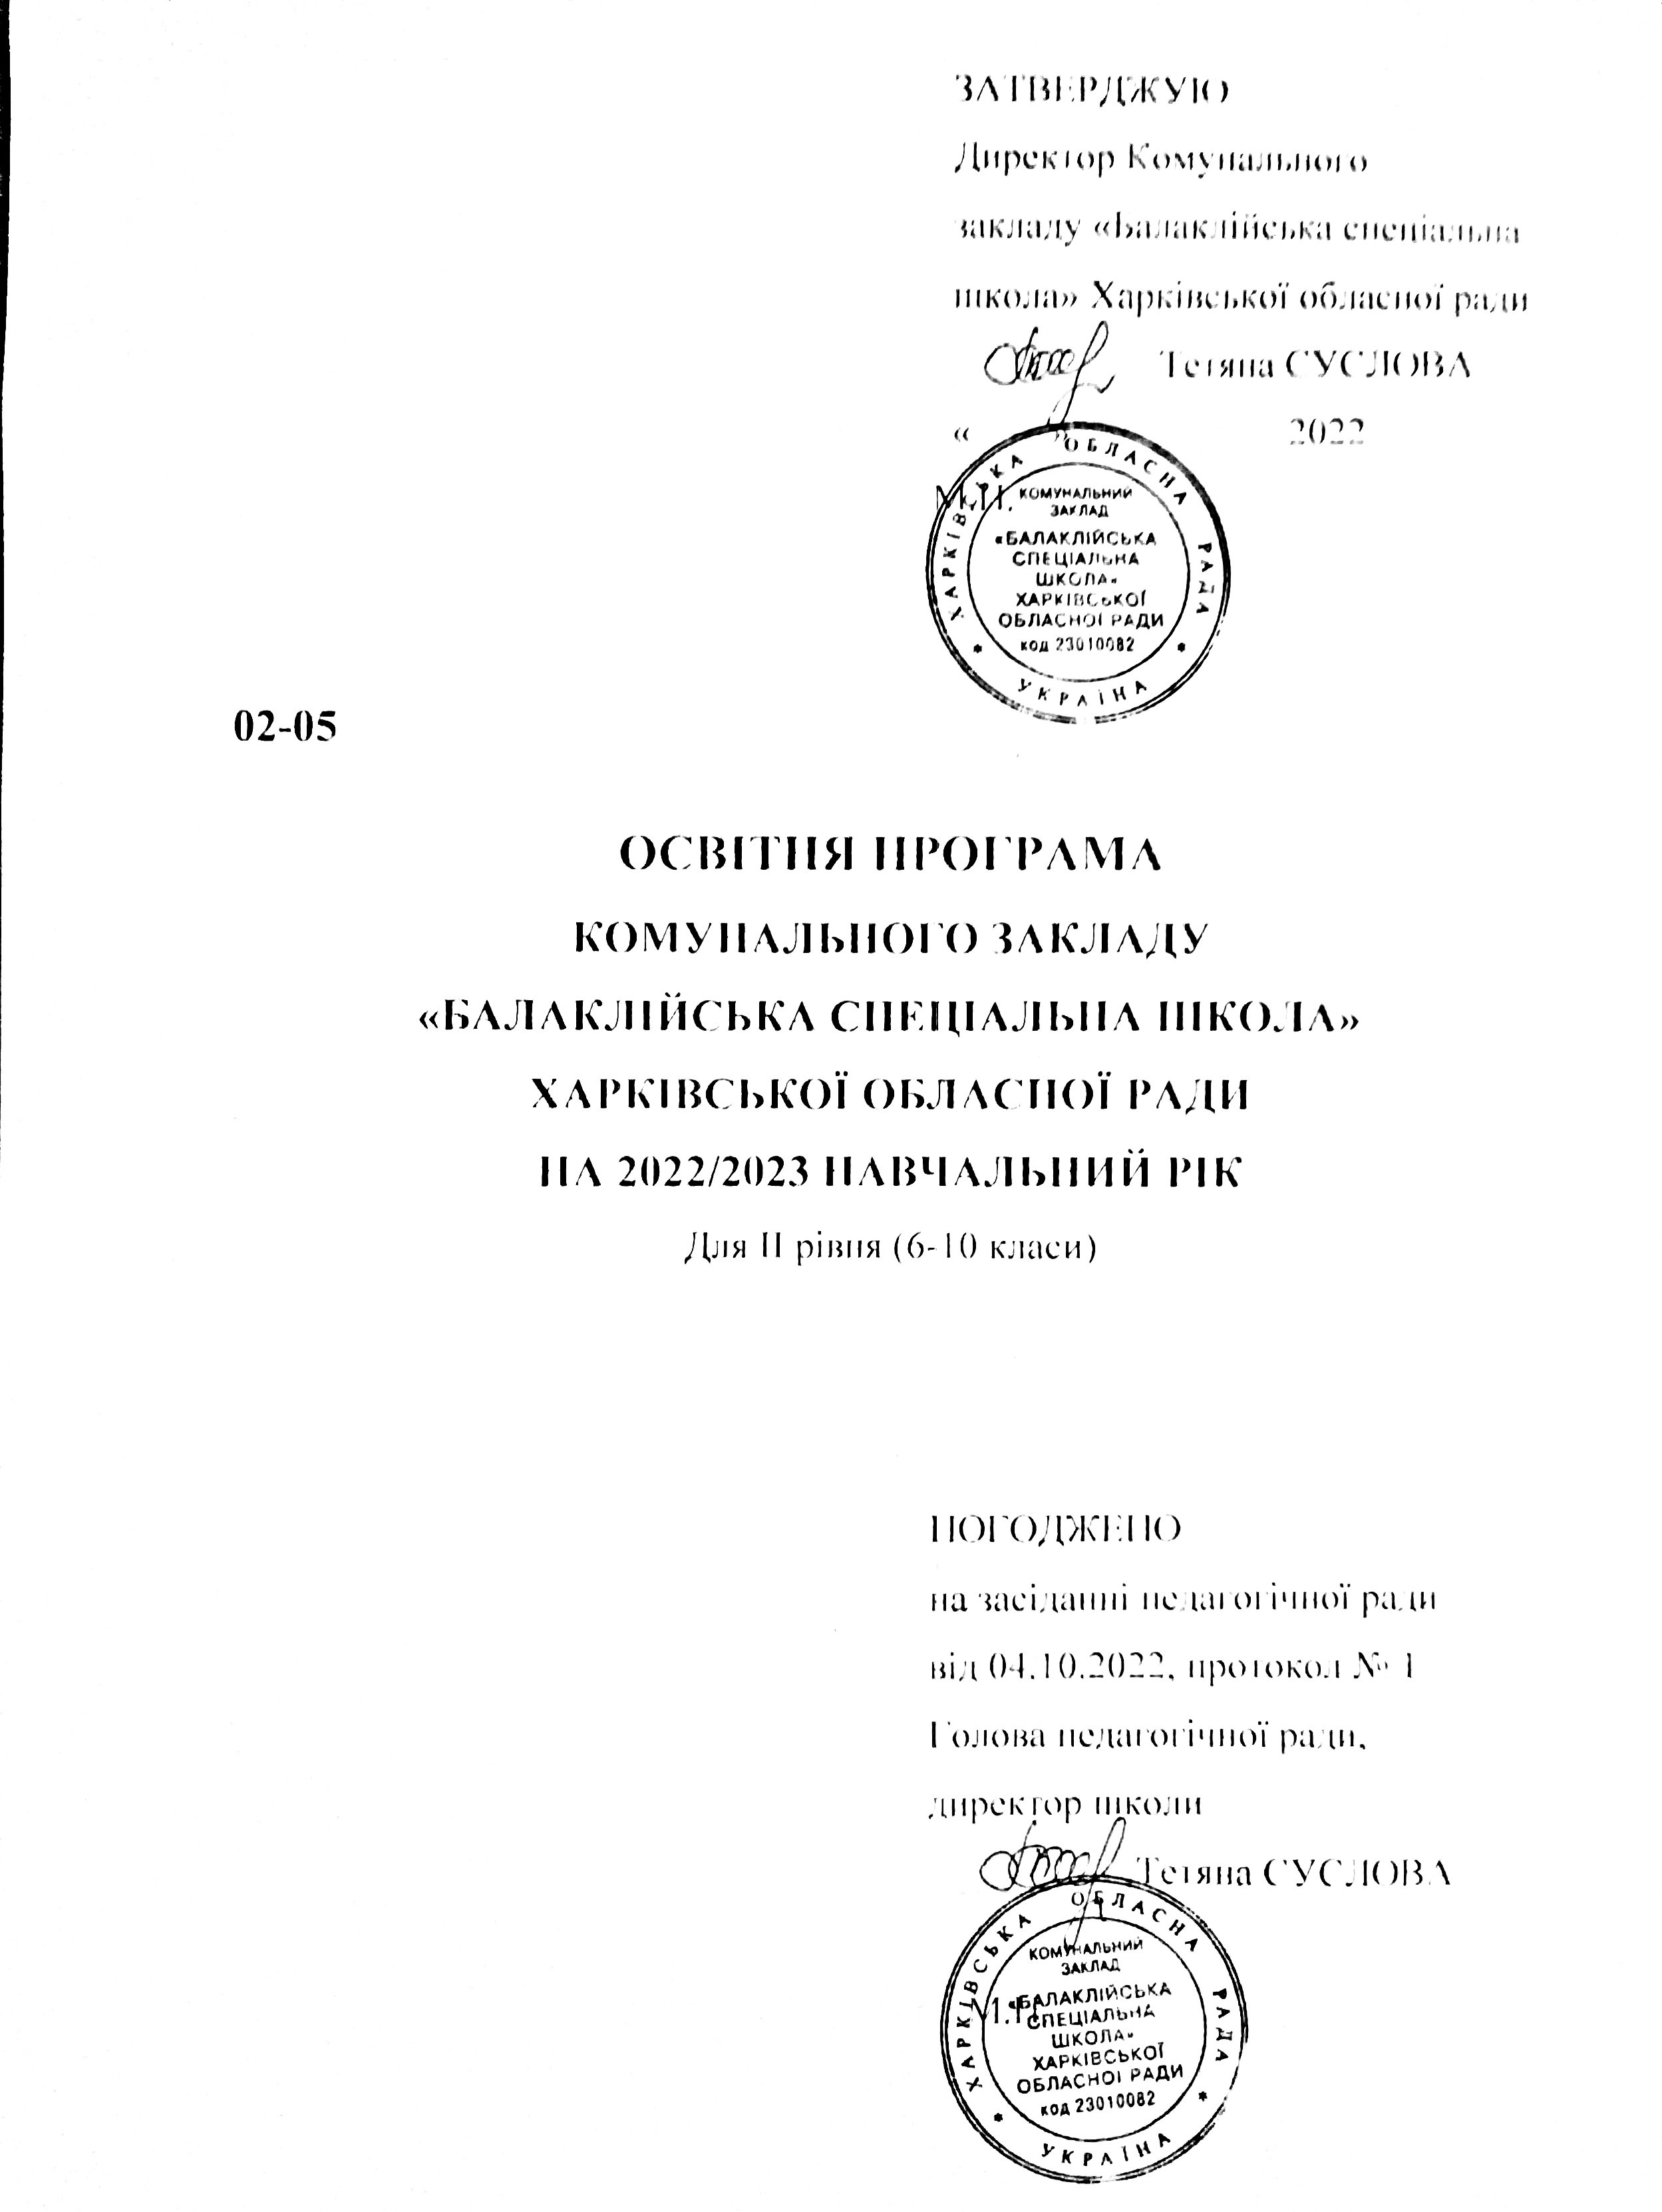 ЗАТВЕРДЖУЮ
Директор Комунального
закладу «Балаклійська спеціальна
школа» Харківської обласної ради
Тетяна СУСЛОВА
« » 2022
М.П.
ХАРКІВСЬКА ОБЛАСНА РАДА
КОМУНАЛЬНИЙ
ЗАКЛАД
«БАЛАКЛІЙСЬКА
СПЕЦІАЛЬНА
ШКОЛА»
ХАРКІВСЬКОЇ
ОБЛАСНОЇ РАДИ
код 23010082
* УКРАЇНА *
02-05
ОСВІТНЯ ПРОГРАМА
КОМУНАЛЬНОГО ЗАКЛАДУ
«БАЛАКЛІЙСЬКА СПЕЦІАЛЬНА ШКОЛА»
ХАРКІВСЬКОЇ ОБЛАСНОЇ РАДИ
НА 2022/2023 НАВЧАЛЬНИЙ РІК
Для ІІ рівня (6-10 класи)
ПОГОДЖЕНО
на засіданні педагогічної ради
від 04.10.2022, протокол № 1
Голова педагогічної ради,
директор школи
Тетяна СУСЛОВА
ХАРКІВСЬКА ОБЛАСНА РАДА
КОМУНАЛЬНИЙ
ЗАКЛАД
М.П.
«БАЛАКЛІЙСЬКА
СПЕЦІАЛЬНА
ШКОЛА»
ХАРКІВСЬКОЇ
ОБЛАСНОЇ РАДИ
код 23010082
* УКРАЇНА *